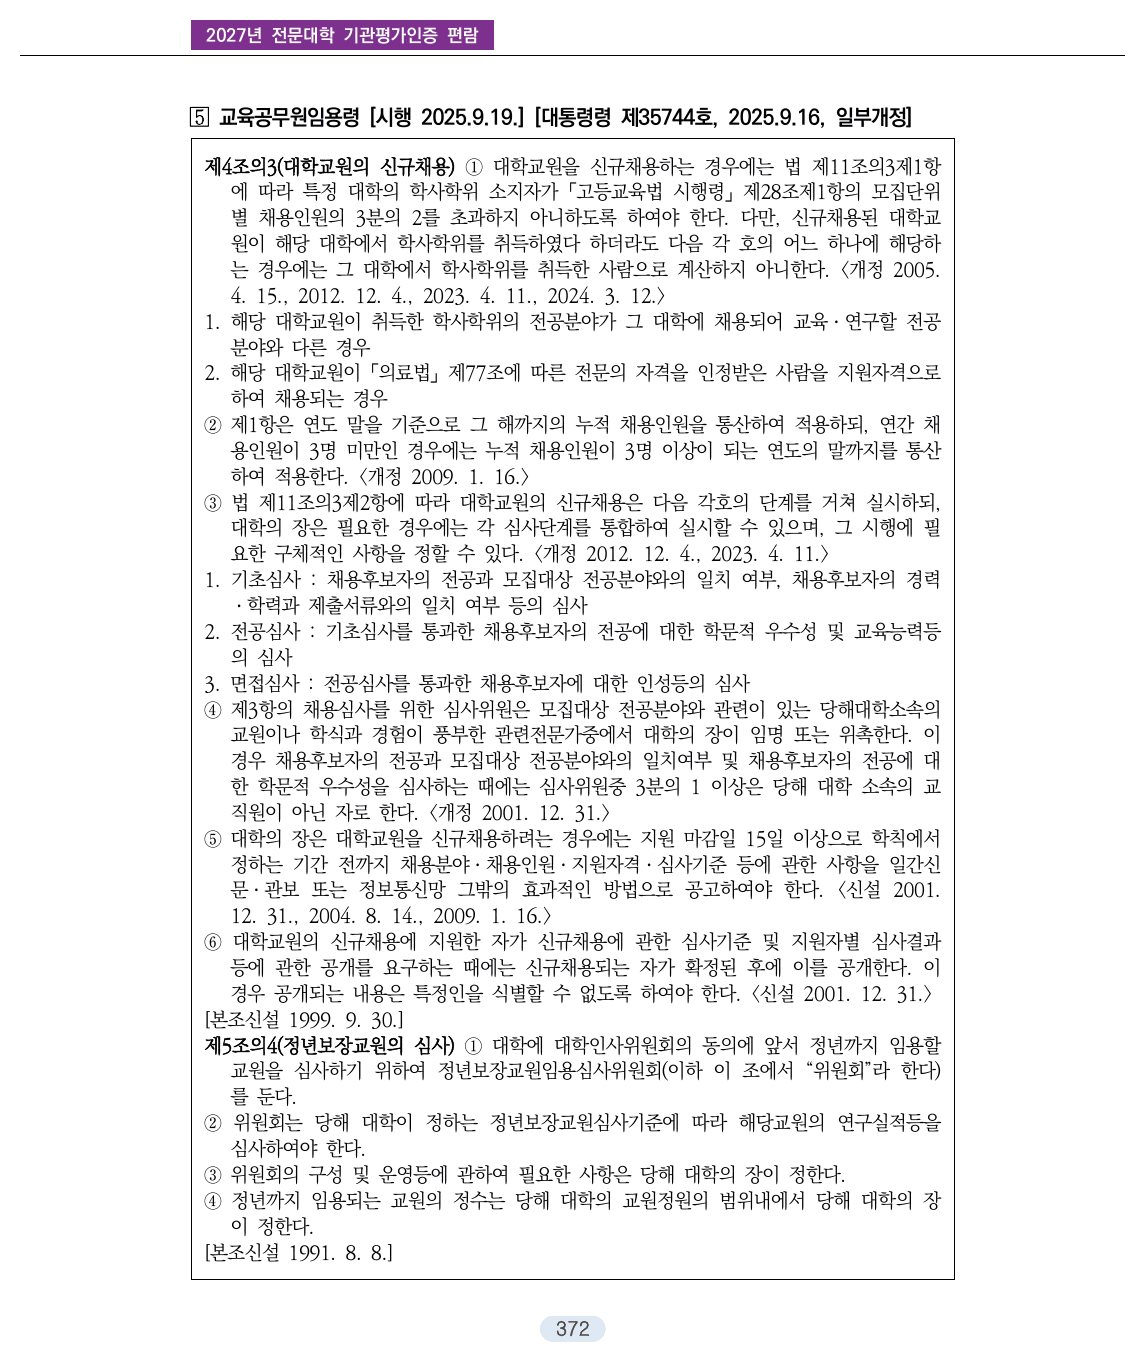 2027년 전문대학 기관평가인증 편람
5 교육공무원임용령 [시행 2025.9.19.] [대통령령 제35744호, 2025.9.16, 일부개정]
제4조의3(대학교원의 신규채용) ① 대학교원을 신규채용하는 경우에는 법 제11조의3제1항
에 따라 특정 대학의 학사학위 소지자가 「고등교육법 시행령」 제28조제1항의 모집단위
별 채용인원의 3분의 2를 초과하지 아니하도록 하여야 한다. 다만, 신규채용된 대학교
원이 해당 대학에서 학사학위를 취득하였다 하더라도 다음 각 호의 어느 하나에 해당하
는 경우에는 그 대학에서 학사학위를 취득한 사람으로 계산하지 아니한다. 〈개정 2005.
4. 15., 2012. 12. 4., 2023. 4. 11., 2024. 3. 12.〉
1. 해당 대학교원이 취득한 학사학위의 전공분야가 그 대학에 채용되어 교육·연구할 전공
분야와 다른 경우
2. 해당 대학교원이 「의료법」 제77조에 따른 전문의 자격을 인정받은 사람을 지원자격으로
하여 채용되는 경우
② 제1항은 연도 말을 기준으로 그 해까지의 누적 채용인원을 통산하여 적용하되, 연간 채
용인원이 3명 미만인 경우에는 누적 채용인원이 3명 이상이 되는 연도의 말까지를 통산
하여 적용한다. 〈개정 2009. 1. 16.〉
③ 법 제11조의3제2항에 따라 대학교원의 신규채용은 다음 각호의 단계를 거쳐 실시하되,
대학의 장은 필요한 경우에는 각 심사단계를 통합하여 실시할 수 있으며, 그 시행에 필
요한 구체적인 사항을 정할 수 있다. 〈개정 2012. 12. 4., 2023. 4. 11.〉
1. 기초심사 : 채용후보자의 전공과 모집대상 전공분야와의 일치 여부, 채용후보자의 경력
·학력과 제출서류와의 일치 여부 등의 심사
2. 전공심사 : 기초심사를 통과한 채용후보자의 전공에 대한 학문적 우수성 및 교육능력등
의 심사
3. 면접심사 : 전공심사를 통과한 채용후보자에 대한 인성등의 심사
④ 제3항의 채용심사를 위한 심사위원은 모집대상 전공분야와 관련이 있는 당해대학소속의
교원이나 학식과 경험이 풍부한 관련전문가중에서 대학의 장이 임명 또는 위촉한다. 이
경우 채용후보자의 전공과 모집대상 전공분야와의 일치여부 및 채용후보자의 전공에 대
한 학문적 우수성을 심사하는 때에는 심사위원중 3분의 1 이상은 당해 대학 소속의 교
직원이 아닌 자로 한다. 〈개정 2001. 12. 31.〉
⑤ 대학의 장은 대학교원을 신규채용하려는 경우에는 지원 마감일 15일 이상으로 학칙에서
정하는 기간 전까지 채용분야·채용인원·지원자격·심사기준 등에 관한 사항을 일간신
문·관보 또는 정보통신망 그밖의 효과적인 방법으로 공고하여야 한다. 〈신설 2001.
12. 31., 2004. 8. 14., 2009. 1. 16.〉
⑥ 대학교원의 신규채용에 지원한 자가 신규채용에 관한 심사기준 및 지원자별 심사결과
등에 관한 공개를 요구하는 때에는 신규채용되는 자가 확정된 후에 이를 공개한다. 이
경우 공개되는 내용은 특정인을 식별할 수 없도록 하여야 한다. 〈신설 2001. 12. 31.〉
[본조신설 1999. 9. 30.]
제5조의4(정년보장교원의 심사) ① 대학에 대학인사위원회의 동의에 앞서 정년까지 임용할
교원을 심사하기 위하여 정년보장교원임용심사위원회(이하 이 조에서 “위원회”라 한다)
를 둔다.
② 위원회는 당해 대학이 정하는 정년보장교원심사기준에 따라 해당교원의 연구실적등을
심사하여야 한다.
③ 위원회의 구성 및 운영등에 관하여 필요한 사항은 당해 대학의 장이 정한다.
④ 정년까지 임용되는 교원의 정수는 당해 대학의 교원정원의 범위내에서 당해 대학의 장
이 정한다.
[본조신설 1991. 8. 8.]
372